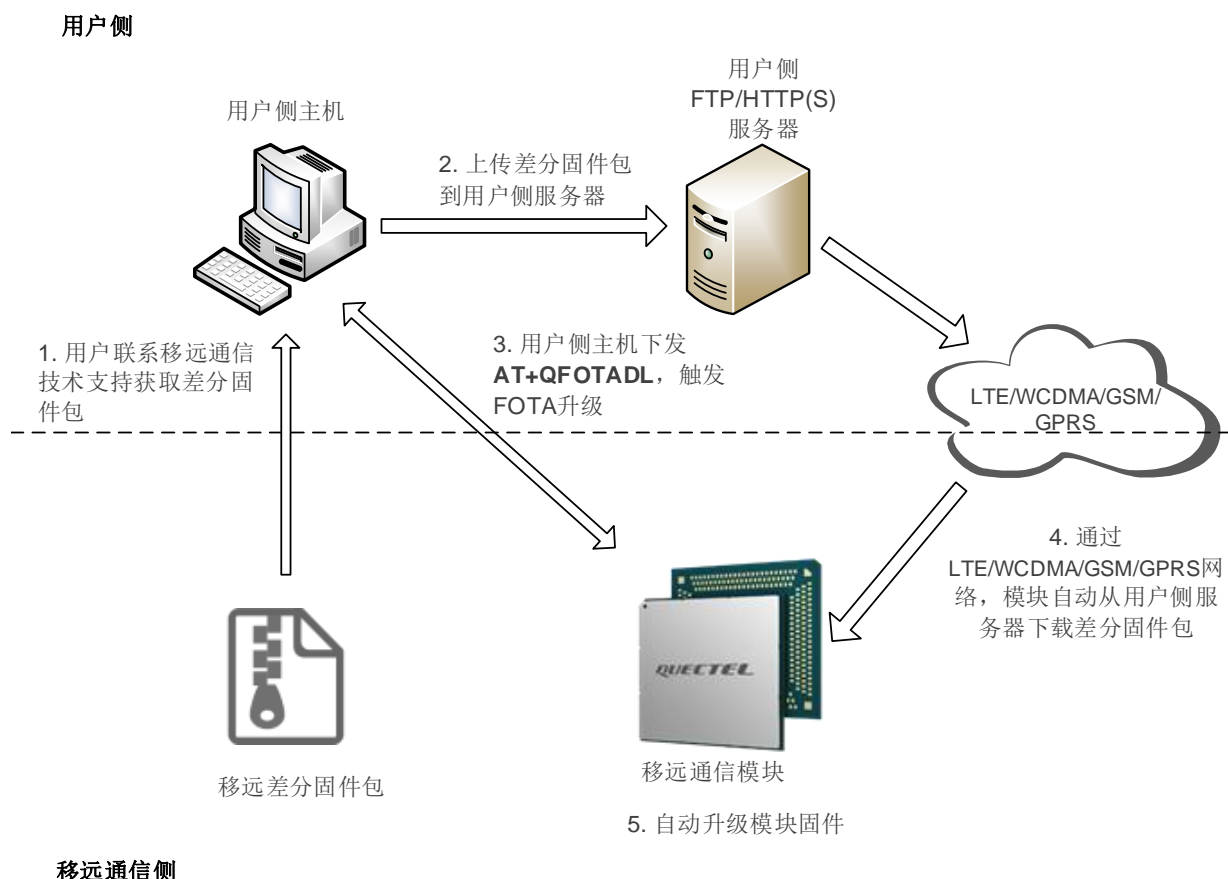 用户侧
用户侧
FTP/HTTP(S)
服务器
用户侧主机
2. 上传差分固件包
到用户侧服务器
1. 用户联系移远通信
技术支持获取差分固
件包
3. 用户侧主机下发
AT+QFOTADL，触发
FOTA升级
LTE/WCDMA/GSM/
GPRS
4. 通过
LTE/WCDMA/GSM/GPRS网
络，模块自动从用户侧服
务器下载差分固件包
QUECTEL
移远差分固件包
移远通信模块
5. 自动升级模块固件
移远通信侧